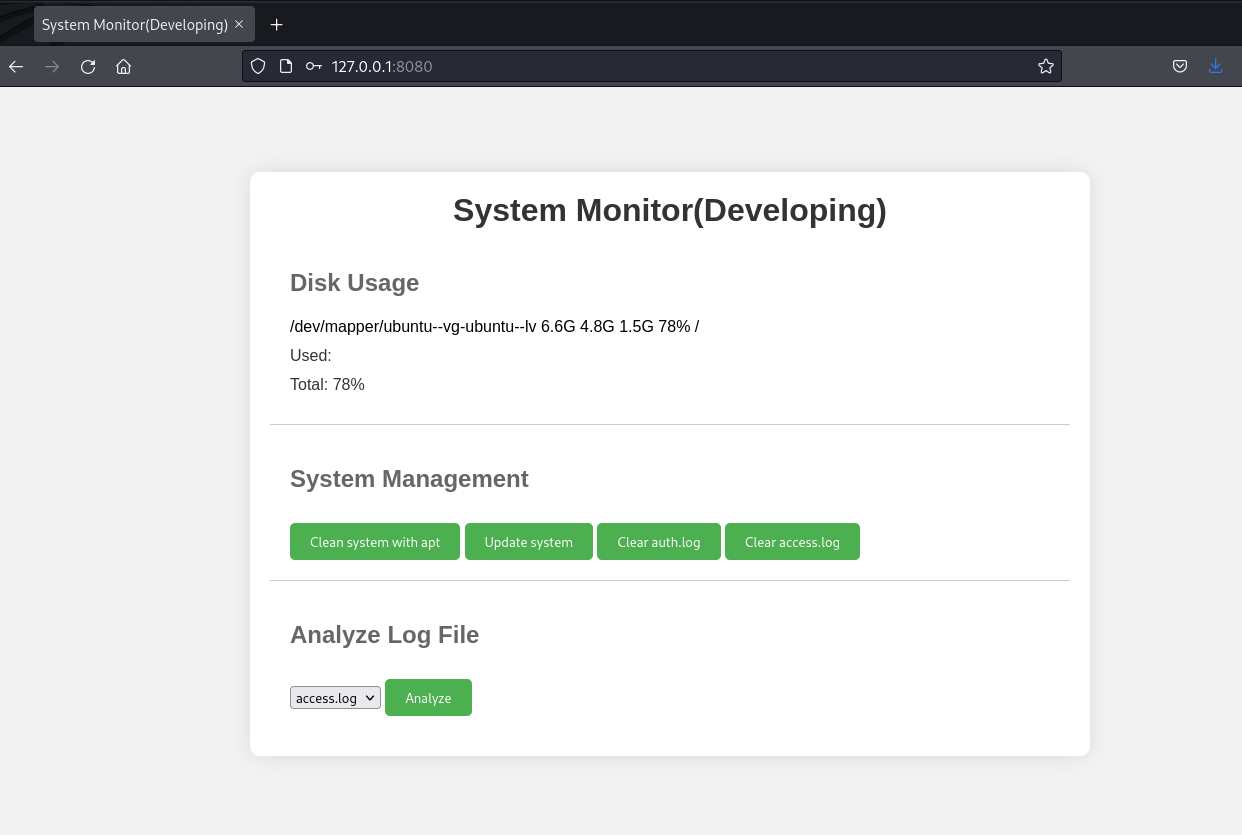 System Monitor(Developing)
127.0.0.1:8080
System Monitor(Developing)
Disk Usage
/dev/mapper/ubuntu--vg-ubuntu--lv 6.6G 4.8G 1.5G 78% /
Used:
Total: 78%
System Management
Clean system with apt Update system Clear auth.log Clear access.log
Analyze Log File
access.log Analyze